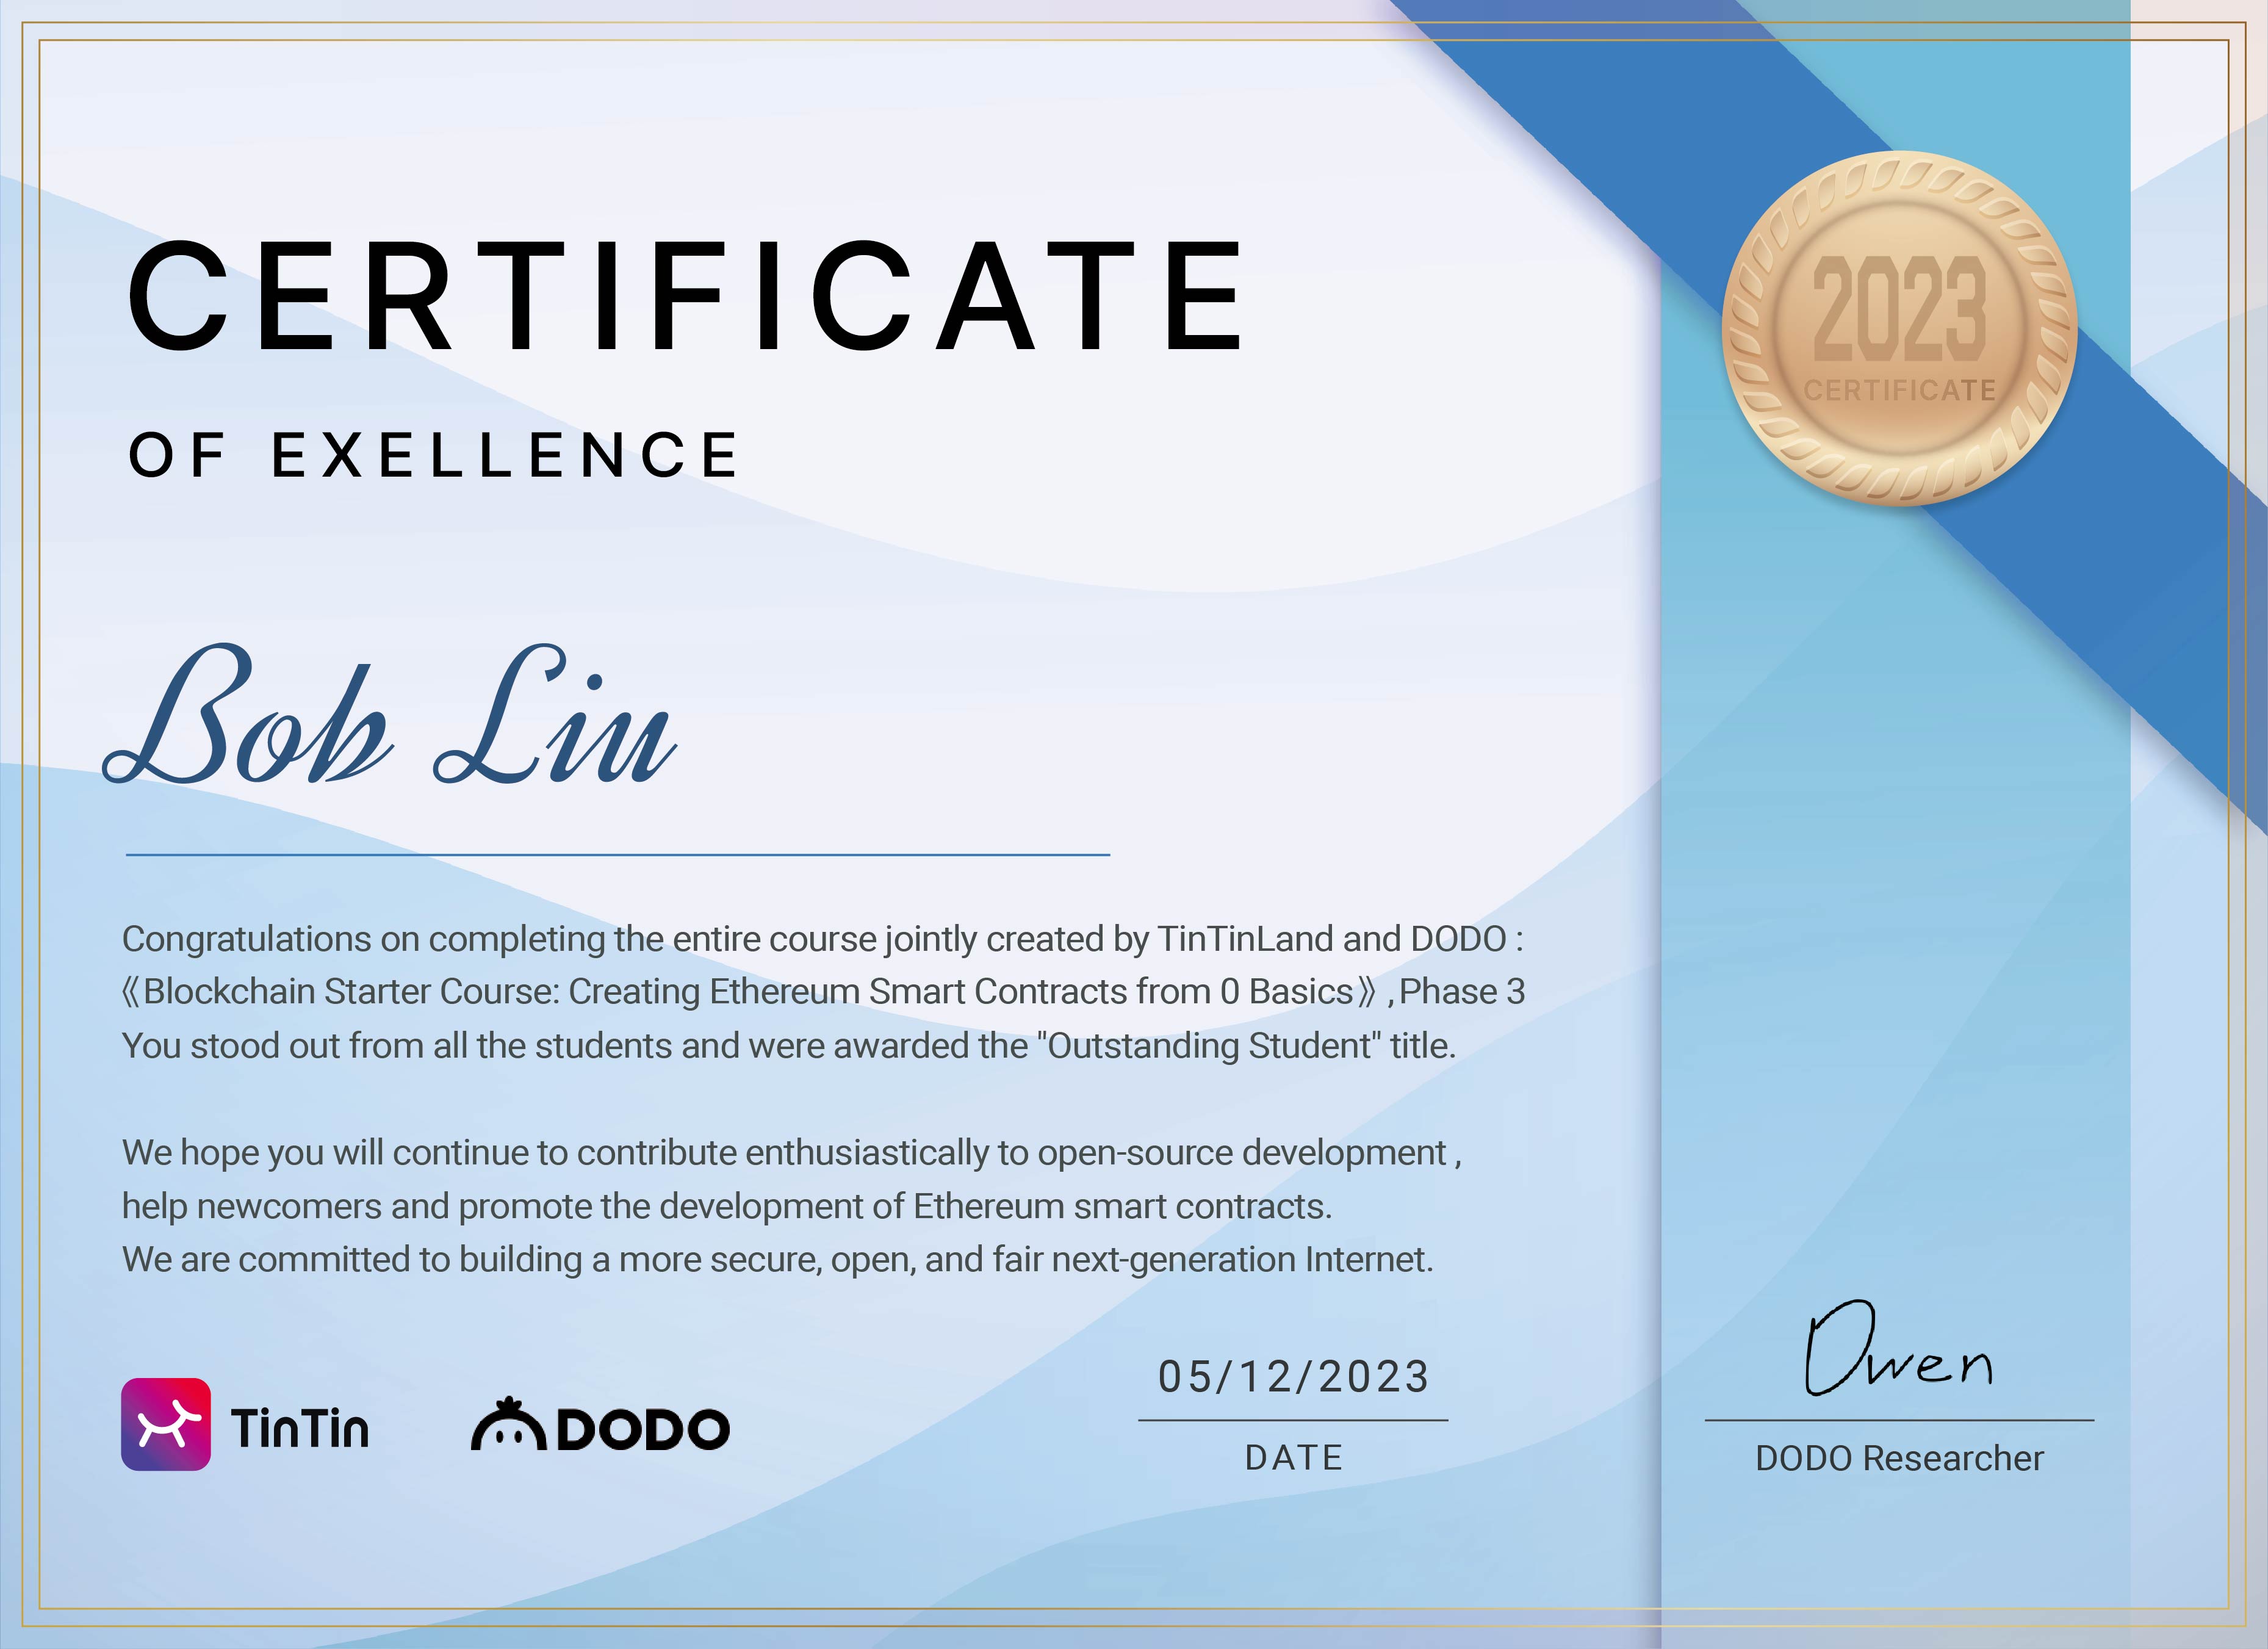 2023
CERTIFICATE
CERTIFICATE
OF EXELLENCE
Bob Liu
Congratulations on completing the entire course jointly created by TinTinLand and DODO :
《Blockchain Starter Course: Creating Ethereum Smart Contracts from 0 Basics》 , Phase 3
You stood out from all the students and were awarded the "Outstanding Student" title.
We hope you will continue to contribute enthusiastically to open-source development ,
help newcomers and promote the development of Ethereum smart contracts.
We are committed to building a more secure, open, and fair next-generation Internet.
TinTin
DODO
05/12/2023
DATE
Owen
DODO Researcher